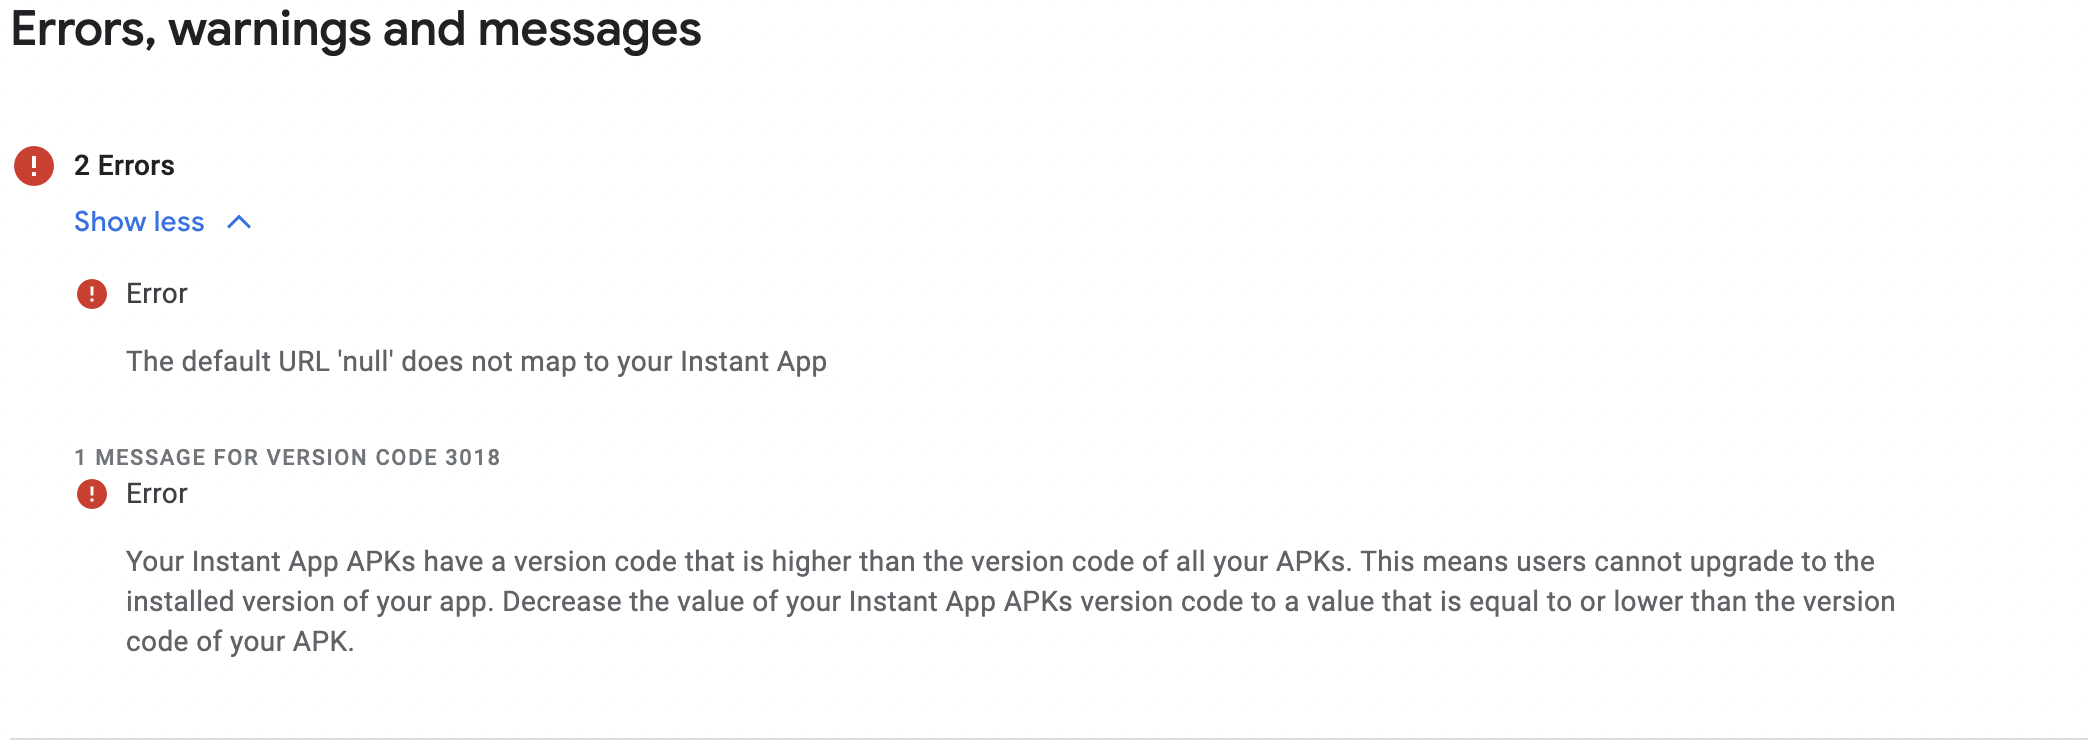 Errors, warnings and messages
2 Errors
Show less
Error
The default URL 'null' does not map to your Instant App
1 MESSAGE FOR VERSION CODE 3018
Error
Your Instant App APKs have a version code that is higher than the version code of all your APKs. This means users cannot upgrade to the
installed version of your app. Decrease the value of your Instant App APKs version code to a value that is equal to or lower than the version
code of your APK.